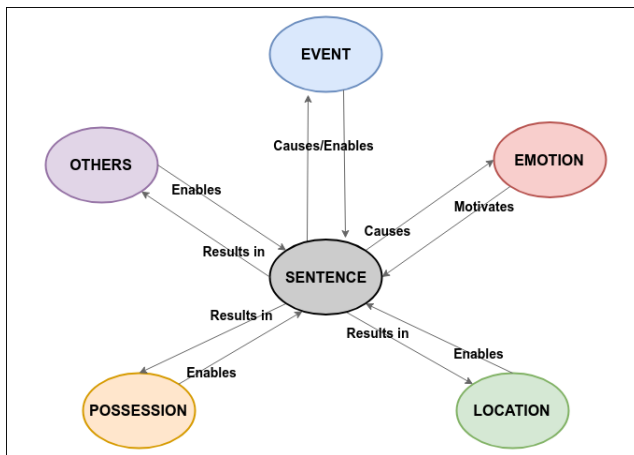 EVENT
Causes/Enables
OTHERS
EMOTION
Enables
Motivates
Causes
Results in
SENTENCE
Results in
Results in
Enables
Enables
POSSESSION
LOCATION